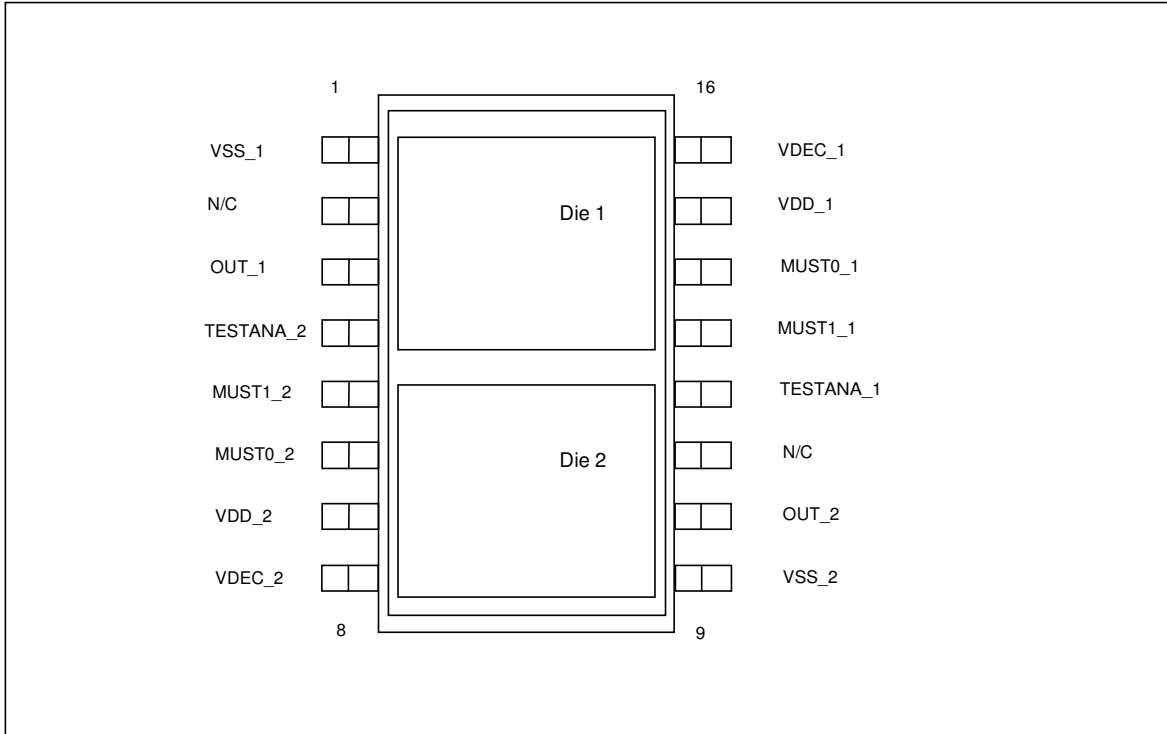 1 16
VSS_1 VDEC_1
N/C VDD_1
Die 1
OUT_1 MUST0_1
TESTANA_2 MUST1_1
MUST1_2 TESTANA_1
MUST0_2 Die 2 N/C
VDD_2 OUT_2
VDEC_2 VSS_2
8 9